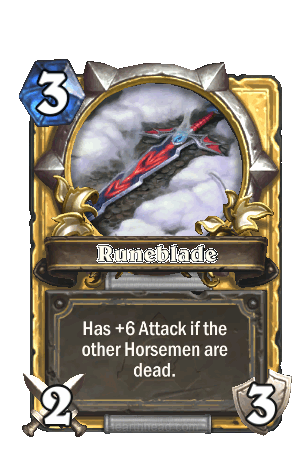 3
Runeblade
Has +6 Attack if the
other Horsemen are
dead.
2
3